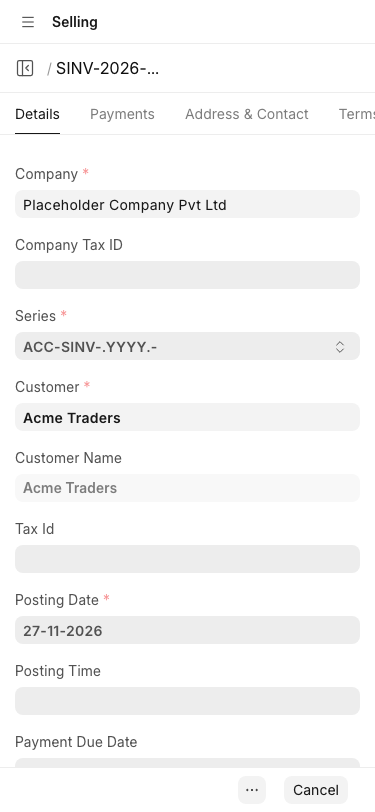 Selling
/ SINV-2026-...
Details Payments Address & Contact Terms
Company *
Placeholder Company Pvt Ltd
Company Tax ID
Series *
ACC-SINV-.YYYY.-
Customer *
Acme Traders
Customer Name
Acme Traders
Tax Id
Posting Date *
27-11-2026
Posting Time
Payment Due Date
··· Cancel